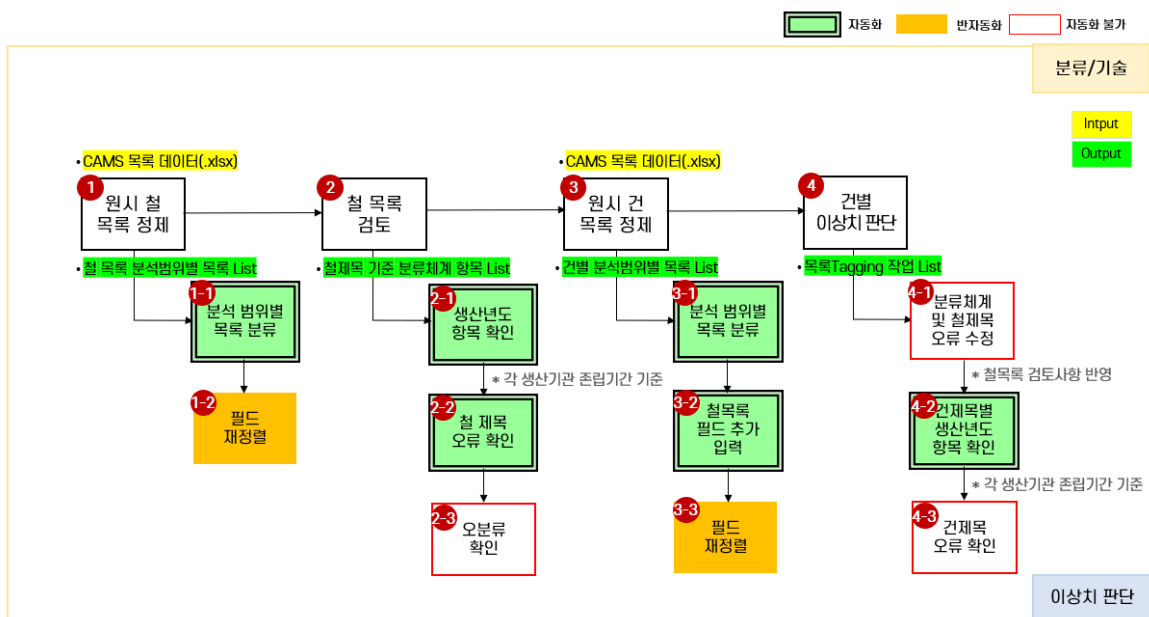 자동화
반자동화
자동화 불가
분류/기술
Intput
Output
• CAMS 목록 데이터(.xlsx)
1
원시 철
목록 정제
• 철 목록 분석범위별 목록 List
1-1
분석 범위별
목록 분류
1-2
필드
재정렬
2
철 목록
검토
• 철제목 기준 분류체계 항목 List
2-1
생산년도
항목 확인
* 각 생산기관 존립기간 기준
2-2
철 제목
오류 확인
2-3
오분류
확인
• CAMS 목록 데이터(.xlsx)
3
원시 건
목록 정제
• 건별 분석범위별 목록 List
3-1
분석 범위별
목록 분류
3-2
철목록
필드 추가
입력
3-3
필드
재정렬
4
건별
이상치 판단
• 목록Tagging 작업 List
4-1
분류체계
및 철제목
오류 수정
* 철목록 검토사항 반영
4-2
건제목별
생산년도
항목 확인
* 각 생산기관 존립기간 기준
4-3
건제목
오류 확인
이상치 판단